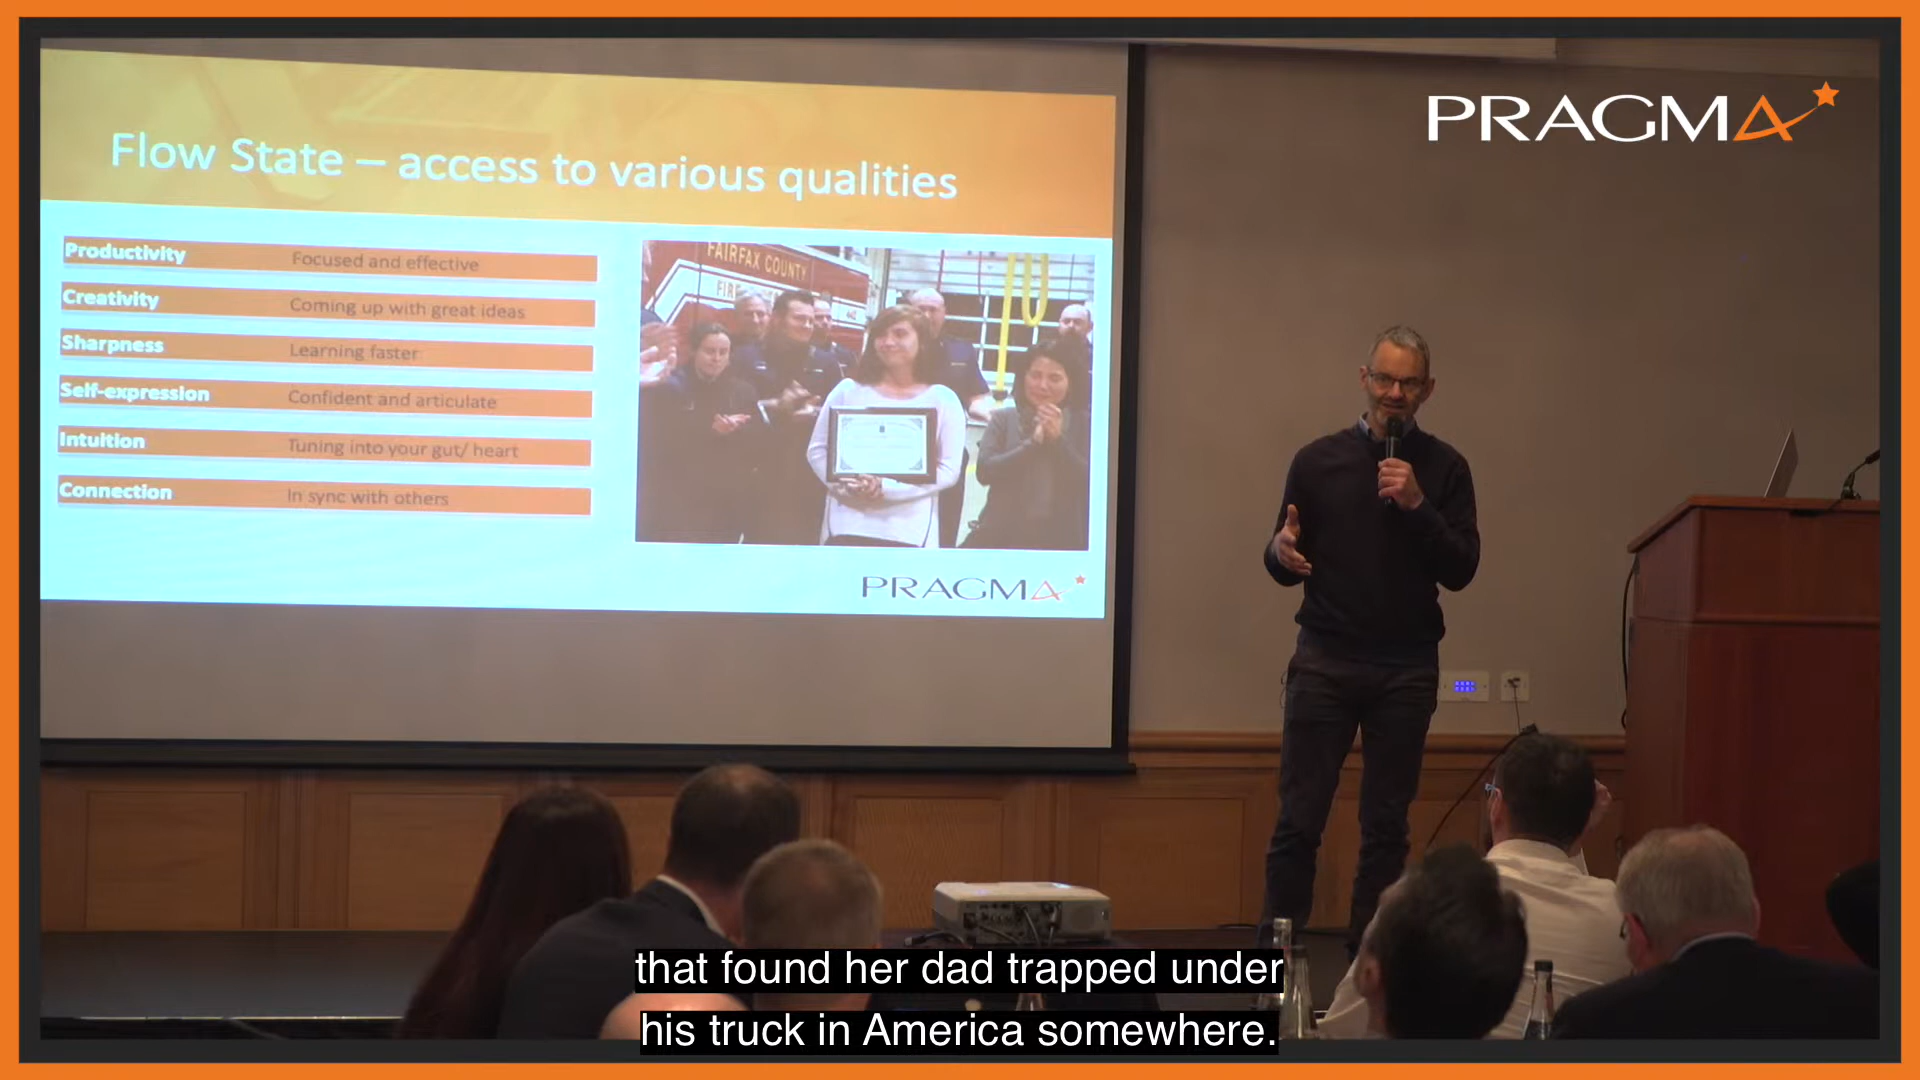 PRAGMA
Flow State – access to various qualities
Productivity Focused and effective
Creativity Coming up with great ideas
Sharpness Learning faster
Self-expression Confident and articulate
Intuition Tuning into your gut/ heart
Connection In sync with others
FAIRFAX COUNTY
PRAGMA
that found her dad trapped under
his truck in America somewhere.